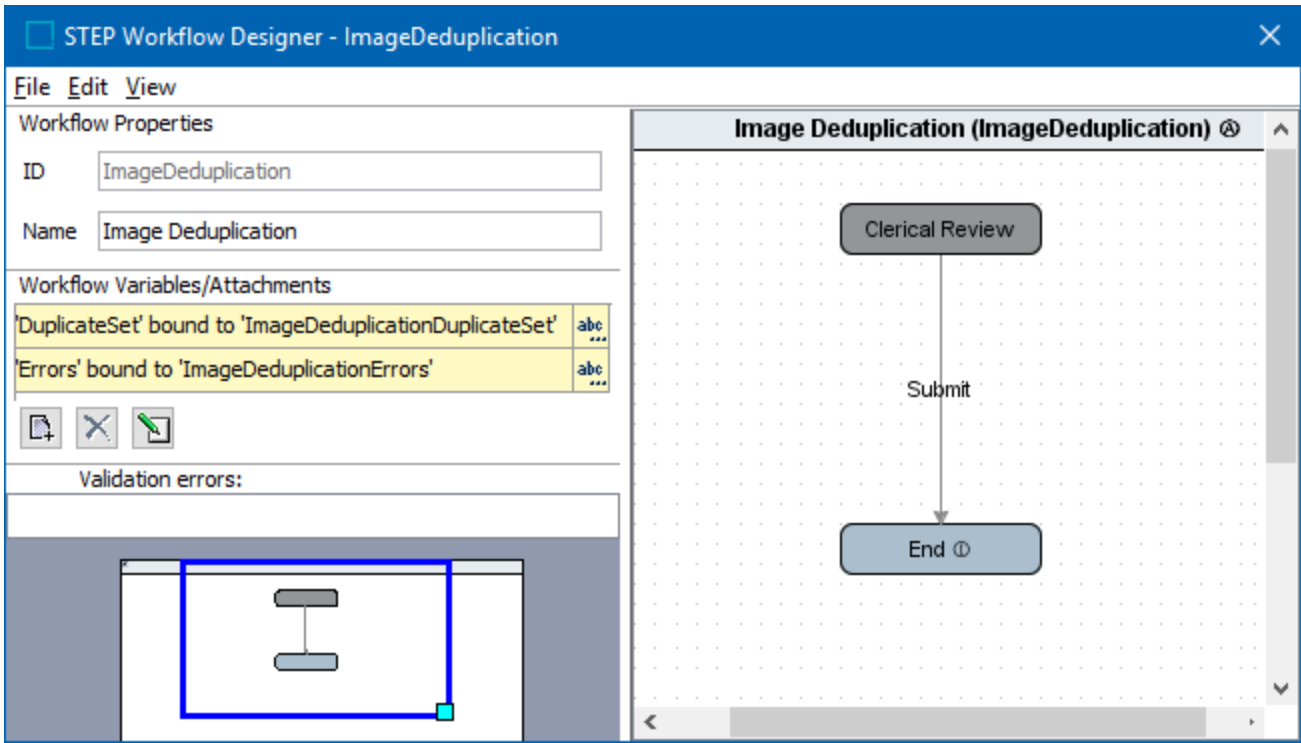 STEP Workflow Designer - ImageDeduplication
File Edit View
Workflow Properties
ID ImageDeduplication
Name Image Deduplication
Workflow Variables/Attachments
'DuplicateSet' bound to 'ImageDeduplicationDuplicateSet' abc
'Errors' bound to 'ImageDeduplicationErrors' abc
Validation errors:
Image Deduplication (ImageDeduplication) Ⓐ
Clerical Review
Submit
End Ⓘ